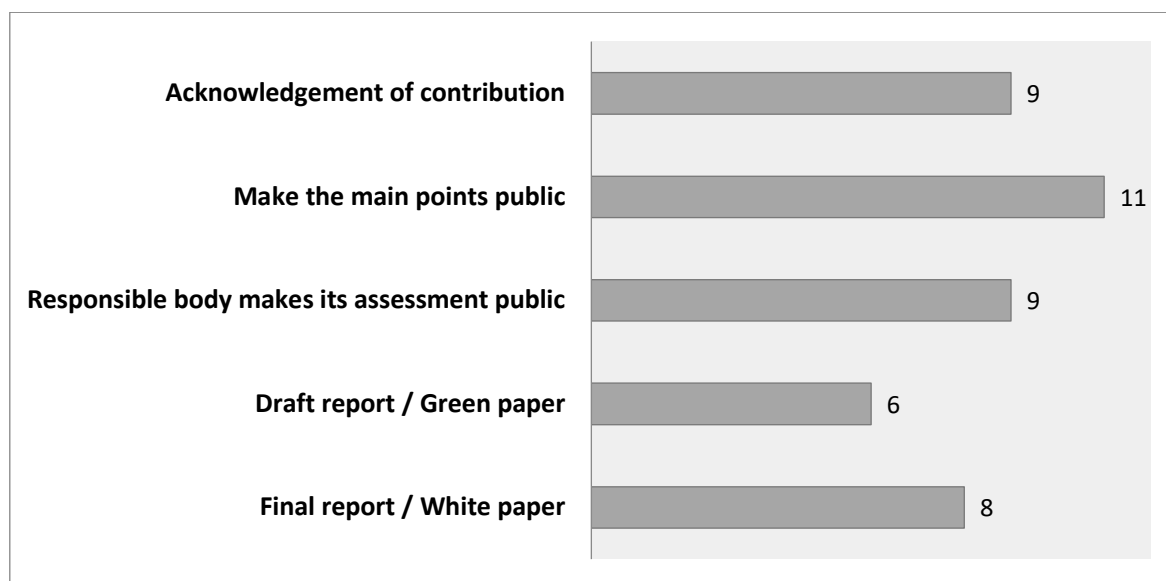 Acknowledgement of contribution 9
Make the main points public 11
Responsible body makes its assessment public 9
Draft report / Green paper 6
Final report / White paper 8